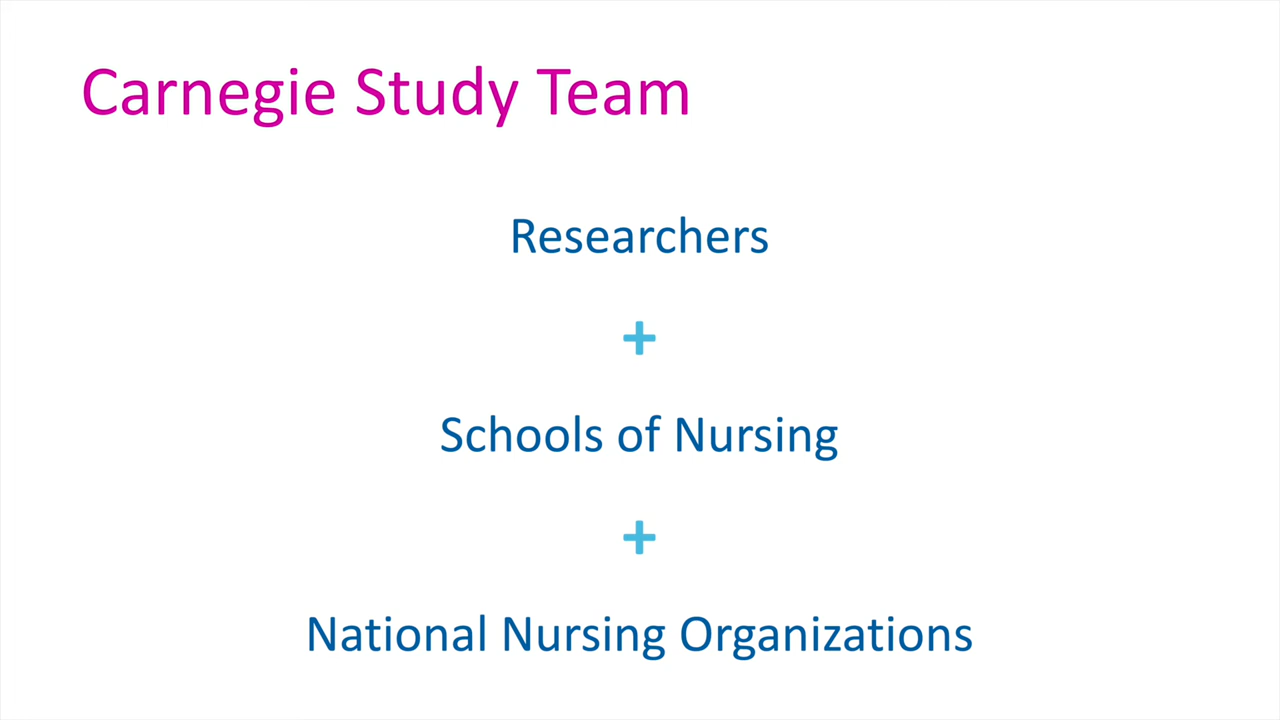 Carnegie Study Team
Researchers
+
Schools of Nursing
+
National Nursing Organizations